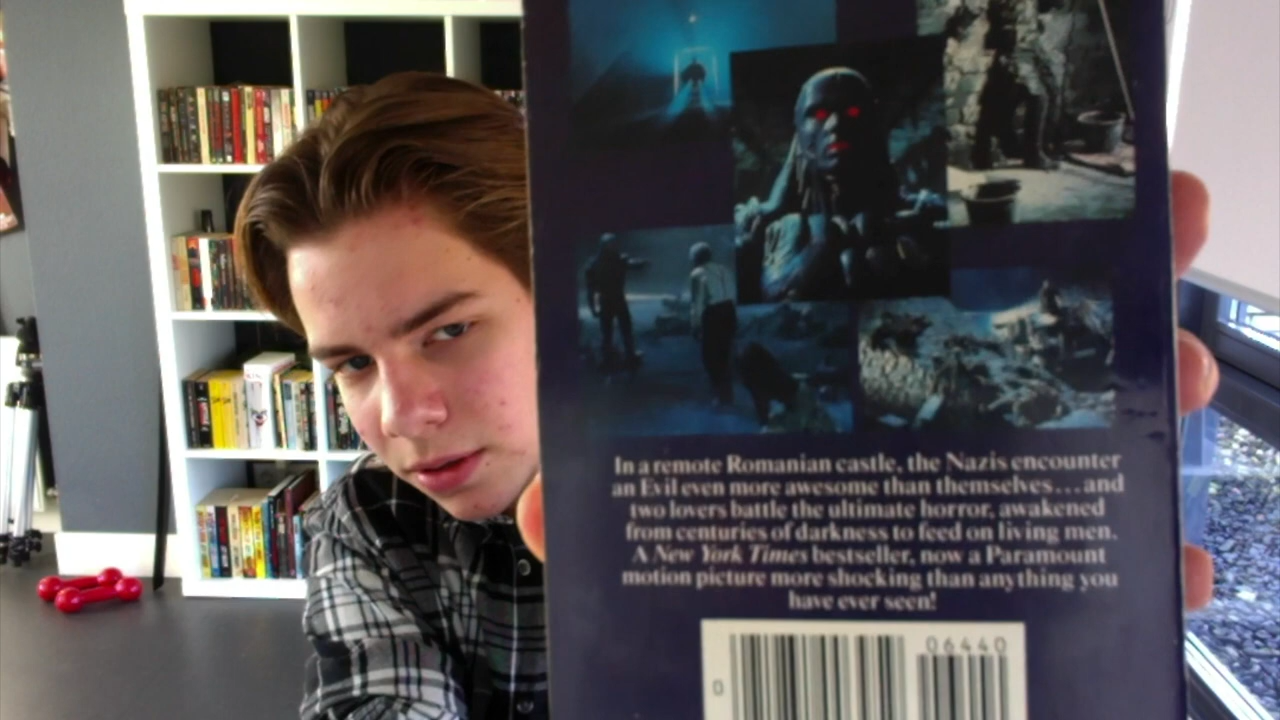 In a remote Romanian castle, the Nazis encounter
an Evil even more awesome than themselves...and
two lovers battle the ultimate horror, awakened
from centuries of darkness to feed on living men.
A New York Times bestseller, now a Paramount
motion picture more shocking than anything you
have ever seen!
06440
0